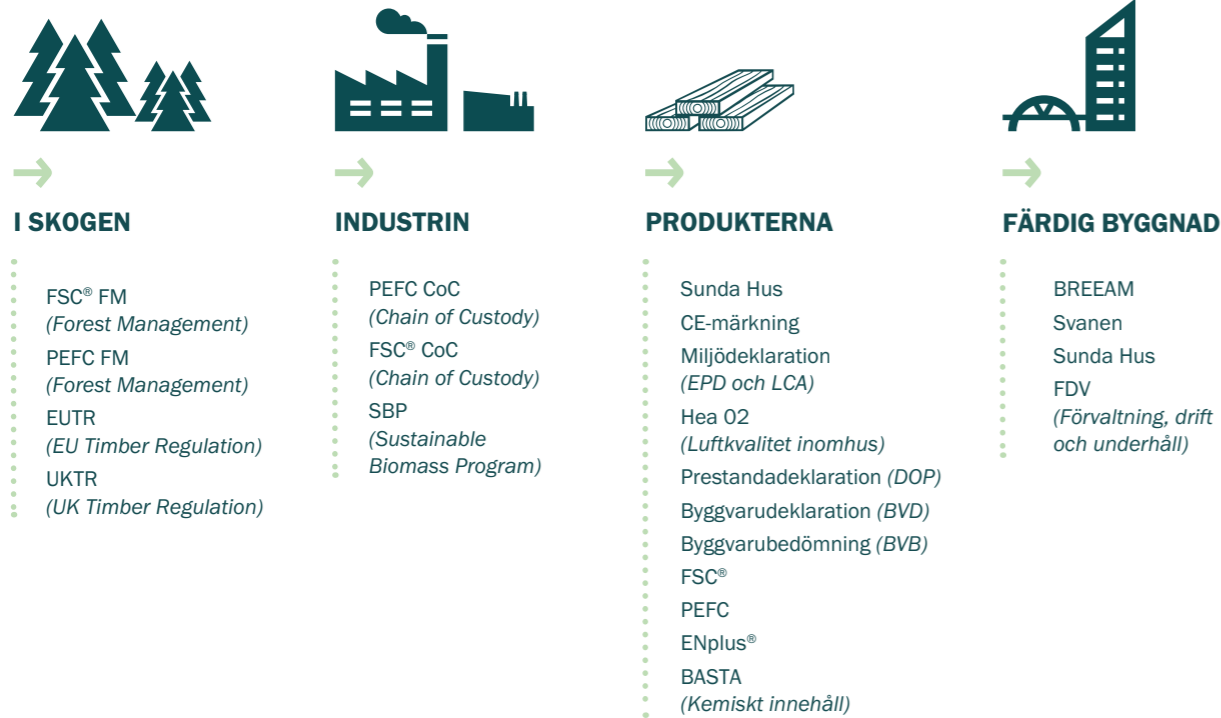 I SKOGEN
FSC® FM
(Forest Management)
PEFC FM
(Forest Management)
EUTR
(EU Timber Regulation)
UKTR
(UK Timber Regulation)
INDUSTRIN
PEFC CoC
(Chain of Custody)
FSC® CoC
(Chain of Custody)
SBP
(Sustainable
Biomass Program)
PRODUKTERNA
Sunda Hus
CE-märkning
Miljödeklaration
(EPD och LCA)
Hea 02
(Luftkvalitet inomhus)
Prestandadeklaration (DOP)
Byggvarudeklaration (BVD)
Byggvarubedömning (BVB)
FSC®
PEFC
ENplus®
BASTA
(Kemiskt innehåll)
FÄRDIG BYGGNAD
BREEAM
Svanen
Sunda Hus
FDV
(Förvaltning, drift
och underhåll)